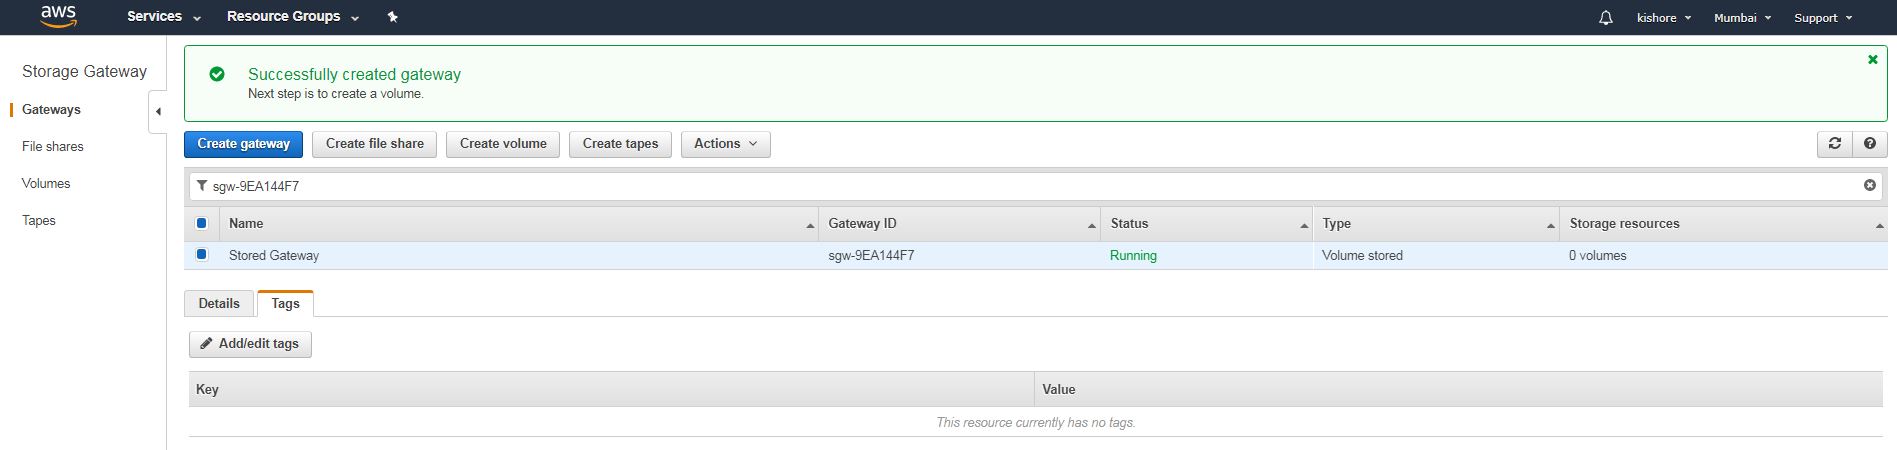 aws Services Resource Groups kishore Mumbai Support
Storage Gateway
Gateways
File shares
Volumes
Tapes
Successfully created gateway
Next step is to create a volume.
Create gateway Create file share Create volume Create tapes Actions
sgw-9EA144F7
Name Gateway ID Status Type Storage resources
Stored Gateway sgw-9EA144F7 Running Volume stored 0 volumes
Details Tags
Add/edit tags
Key Value
This resource currently has no tags.